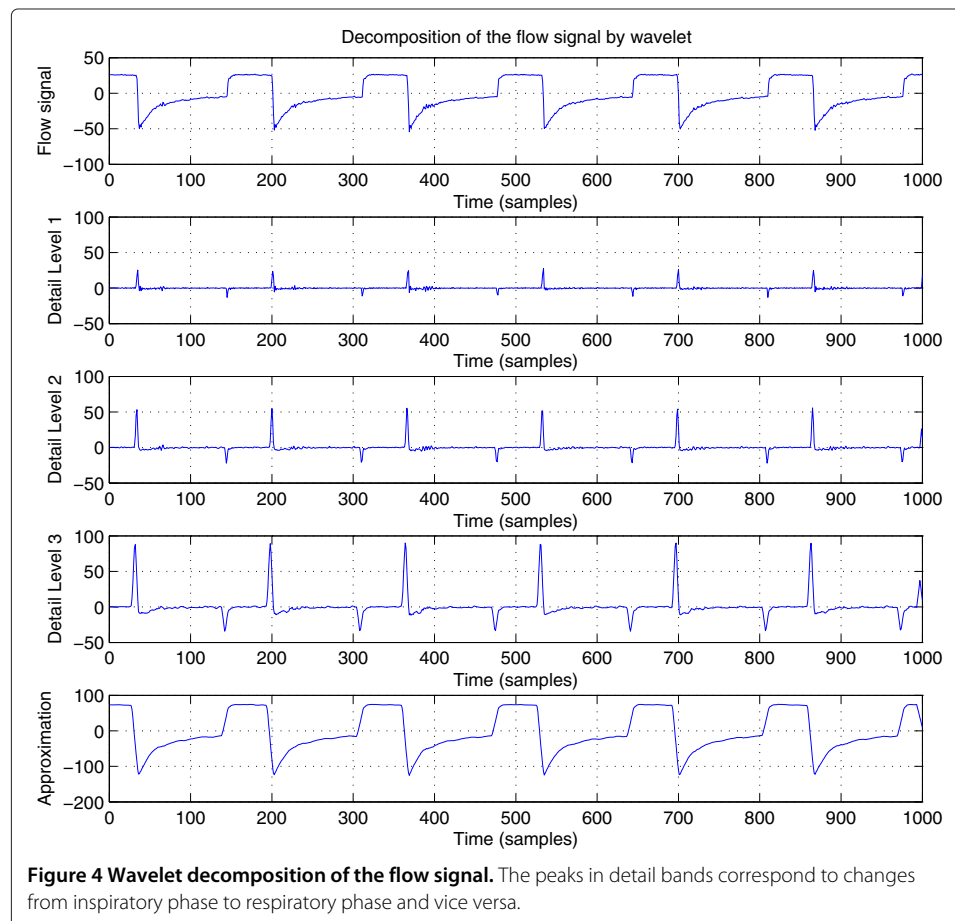 Decomposition of the flow signal by wavelet
Flow signal
50
0
−50
−100
0 100 200 300 400 500 600 700 800 900 1000
Time (samples)
Detail Level 1
100
50
0
−50
0 100 200 300 400 500 600 700 800 900 1000
Time (samples)
Detail Level 2
100
50
0
−50
0 100 200 300 400 500 600 700 800 900 1000
Time (samples)
Detail Level 3
100
50
0
−50
0 100 200 300 400 500 600 700 800 900 1000
Time (samples)
Approximation
100
0
−100
−200
0 100 200 300 400 500 600 700 800 900 1000
Time (samples)
Figure 4 Wavelet decomposition of the flow signal. The peaks in detail bands correspond to changes
from inspiratory phase to respiratory phase and vice versa.